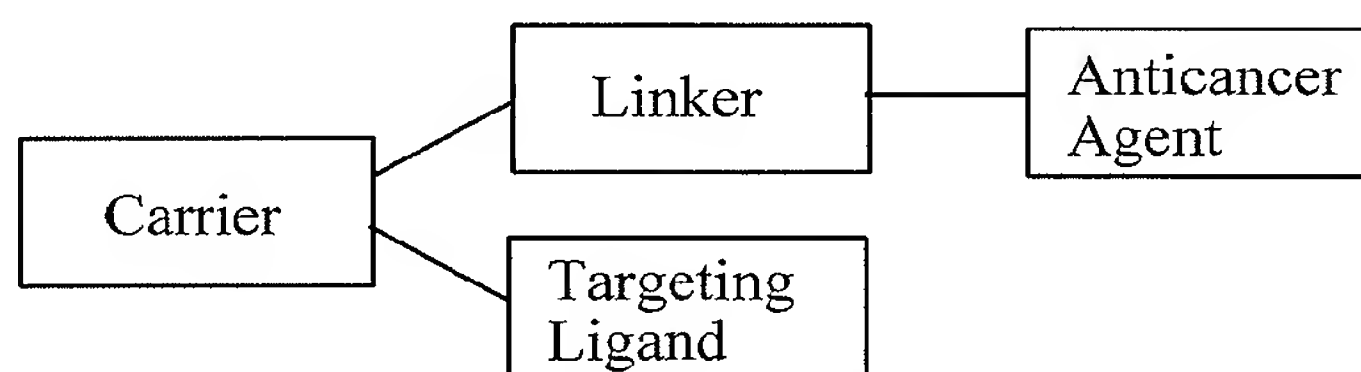 Carrier
Linker
Anticancer
Agent
Targeting
Ligand